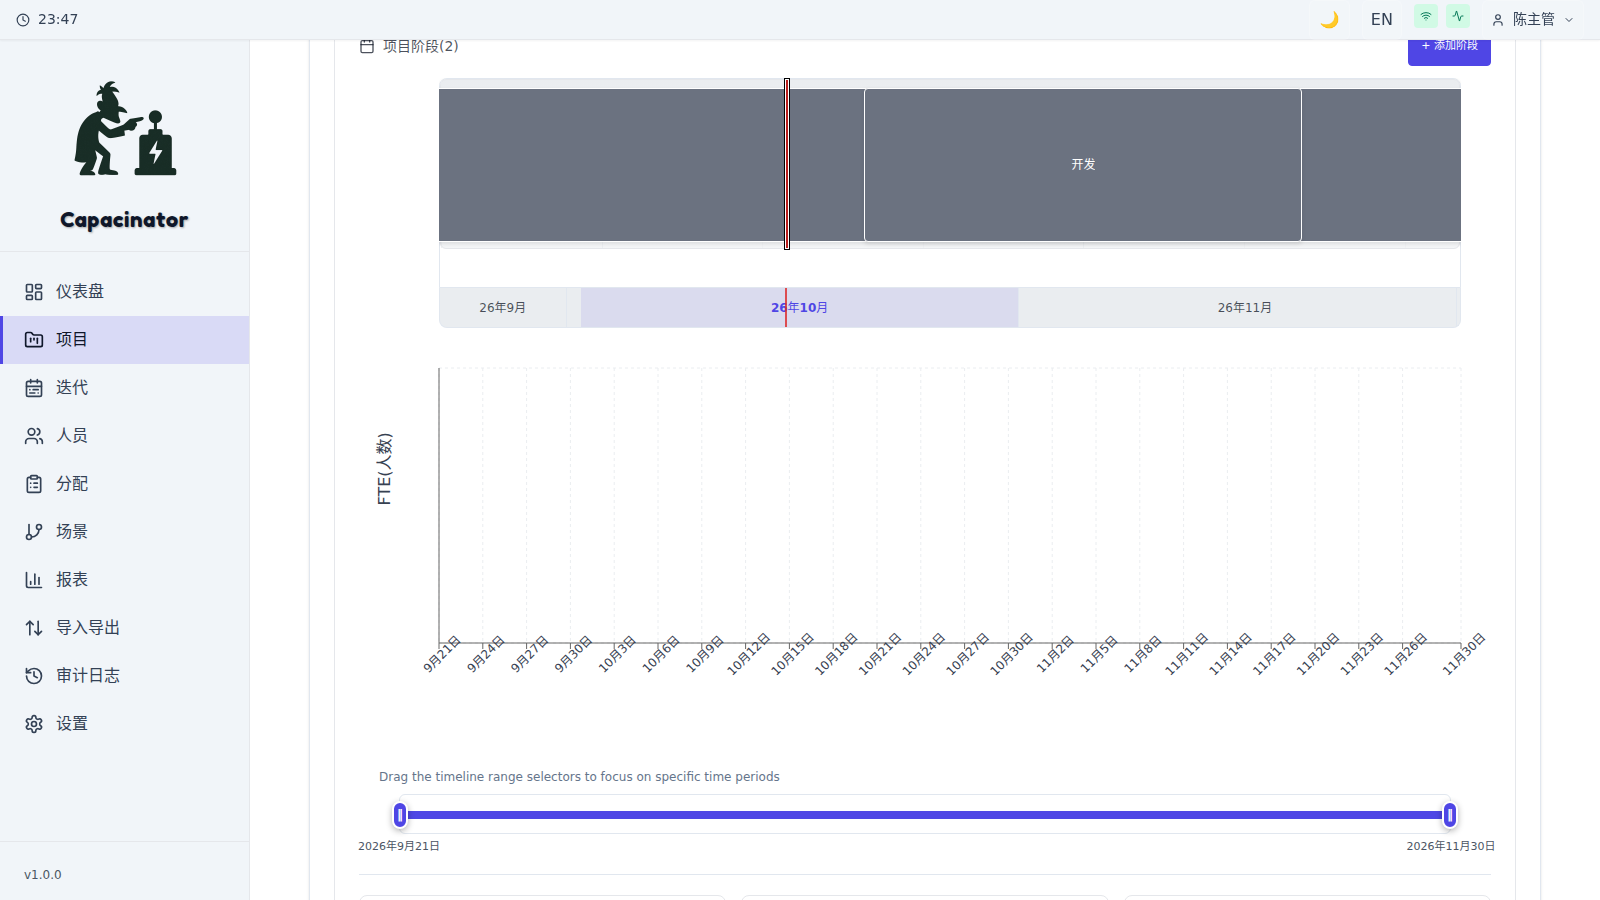 23:47
EN
陈主管
Capacinator
仪表盘
项目
迭代
人员
分配
场景
报表
导入导出
审计日志
设置
v1.0.0
项目阶段(2)
+ 添加阶段
开发
26年9月
26年10月
26年11月
FTE(人数)
9月21日
9月24日
9月27日
9月30日
10月3日
10月6日
10月9日
10月12日
10月15日
10月18日
10月21日
10月24日
10月27日
10月30日
11月2日
11月5日
11月8日
11月11日
11月14日
11月17日
11月20日
11月23日
11月26日
11月30日
Drag the timeline range selectors to focus on specific time periods
2026年9月21日
2026年11月30日